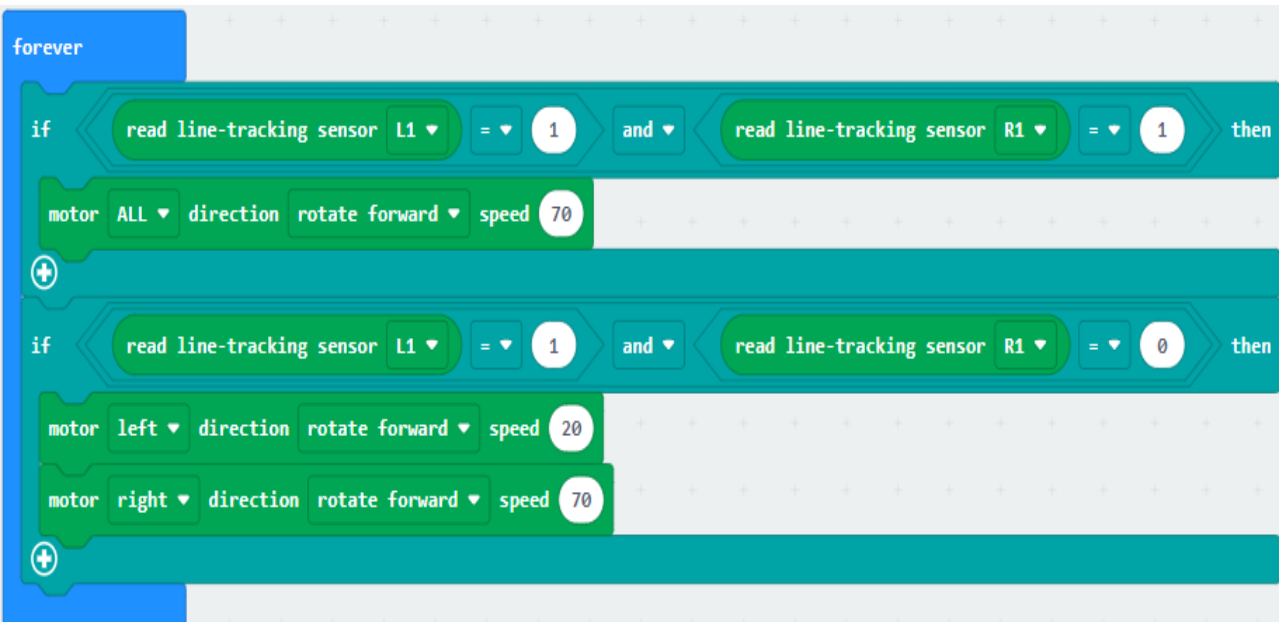 forever
if read line-tracking sensor L1 = 1 and read line-tracking sensor R1 = 1 then
motor ALL direction rotate forward speed 70
if read line-tracking sensor L1 = 1 and read line-tracking sensor R1 = 0 then
motor left direction rotate forward speed 20
motor right direction rotate forward speed 70